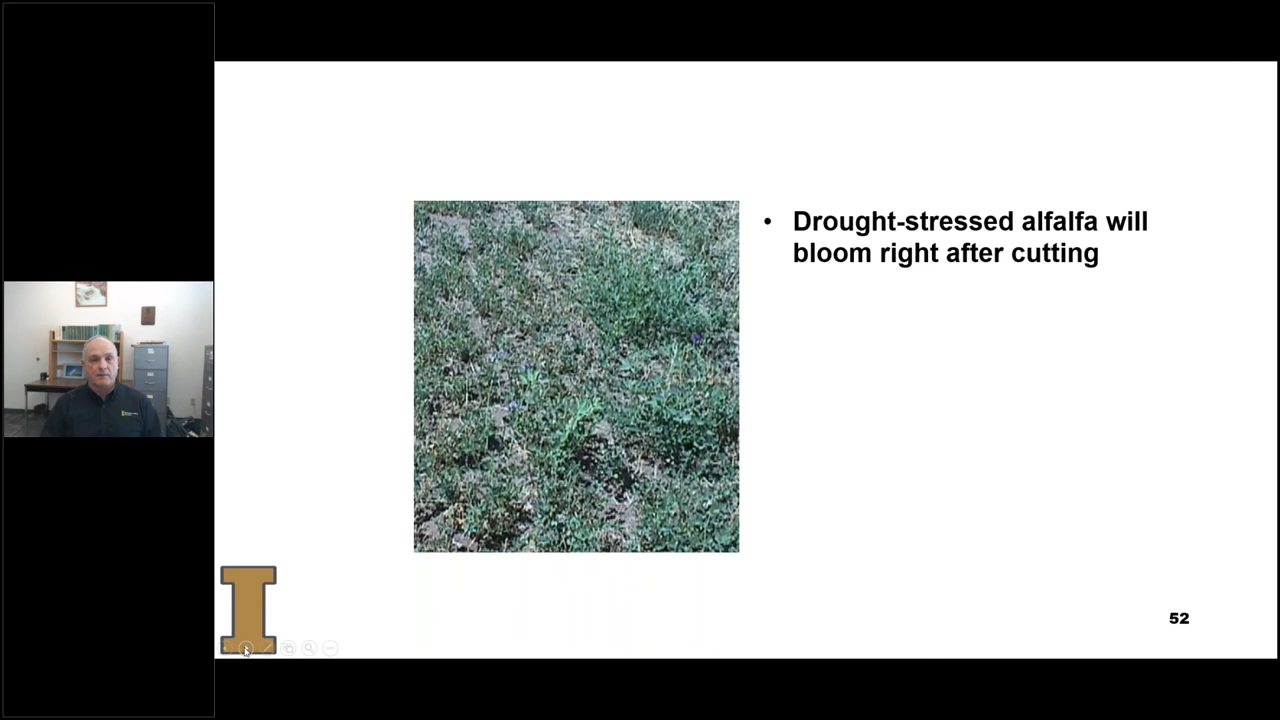 • Drought-stressed alfalfa will
bloom right after cutting
I
52